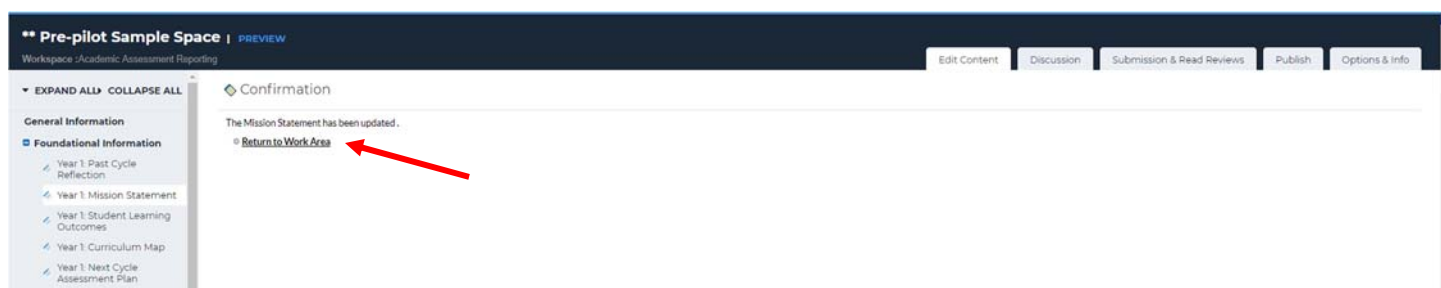 ** Pre-pilot Sample Space | PREVIEW
Workspace :Academic Assessment Reporting
Edit Content
Discussion
Submission & Read Reviews
Publish
Options & Info
EXPAND ALL COLLAPSE ALL
General Information
Foundational Information
Year 1: Past Cycle
Reflection
Year 1: Mission Statement
Year 1: Student Learning
Outcomes
Year 1: Curriculum Map
Year 1: Next Cycle
Assessment Plan
Confirmation
The Mission Statement has been updated .
Return to Work Area